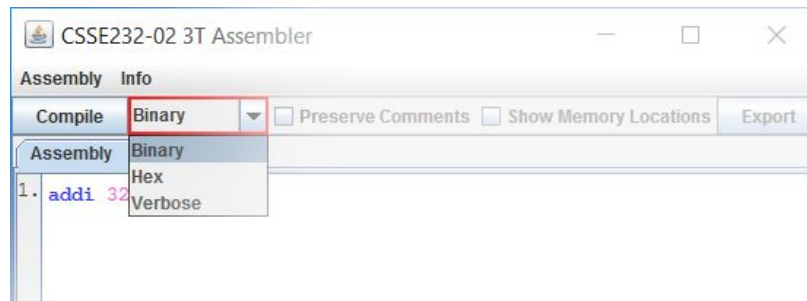 CSSE232-02 3T Assembler
Assembly Info
Compile Binary Preserve Comments Show Memory Locations Export
Assembly Binary
Hex
1. addi 32
Verbose